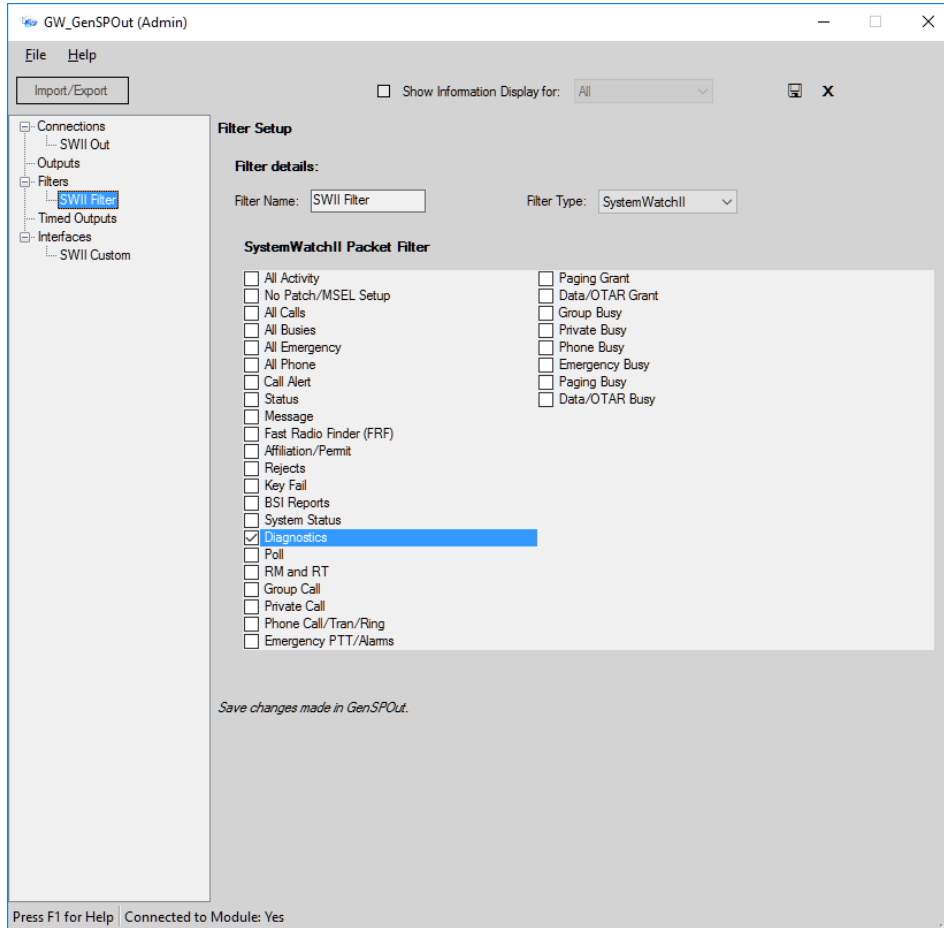 GW_GenSPOut (Admin)
File Help
Import/Export
Show Information Display for: All
X
Connections
SWII Out
Outputs
Filters
SWII Filter
Timed Outputs
Interfaces
SWII Custom
Filter Setup
Filter details:
Filter Name: SWII Filter Filter Type: SystemWatchII
SystemWatchII Packet Filter
All Activity
No Patch/MSEL Setup
All Calls
All Busies
All Emergency
All Phone
Call Alert
Status
Message
Fast Radio Finder (FRF)
Affiliation/Permit
Rejects
Key Fail
BSI Reports
System Status
Diagnostics
Poll
RM and RT
Group Call
Private Call
Phone Call/Tran/Ring
Emergency PTT/Alarms
Paging Grant
Data/OTAR Grant
Group Busy
Private Busy
Phone Busy
Emergency Busy
Paging Busy
Data/OTAR Busy
Save changes made in GenSPOut.
Press F1 for Help Connected to Module: Yes